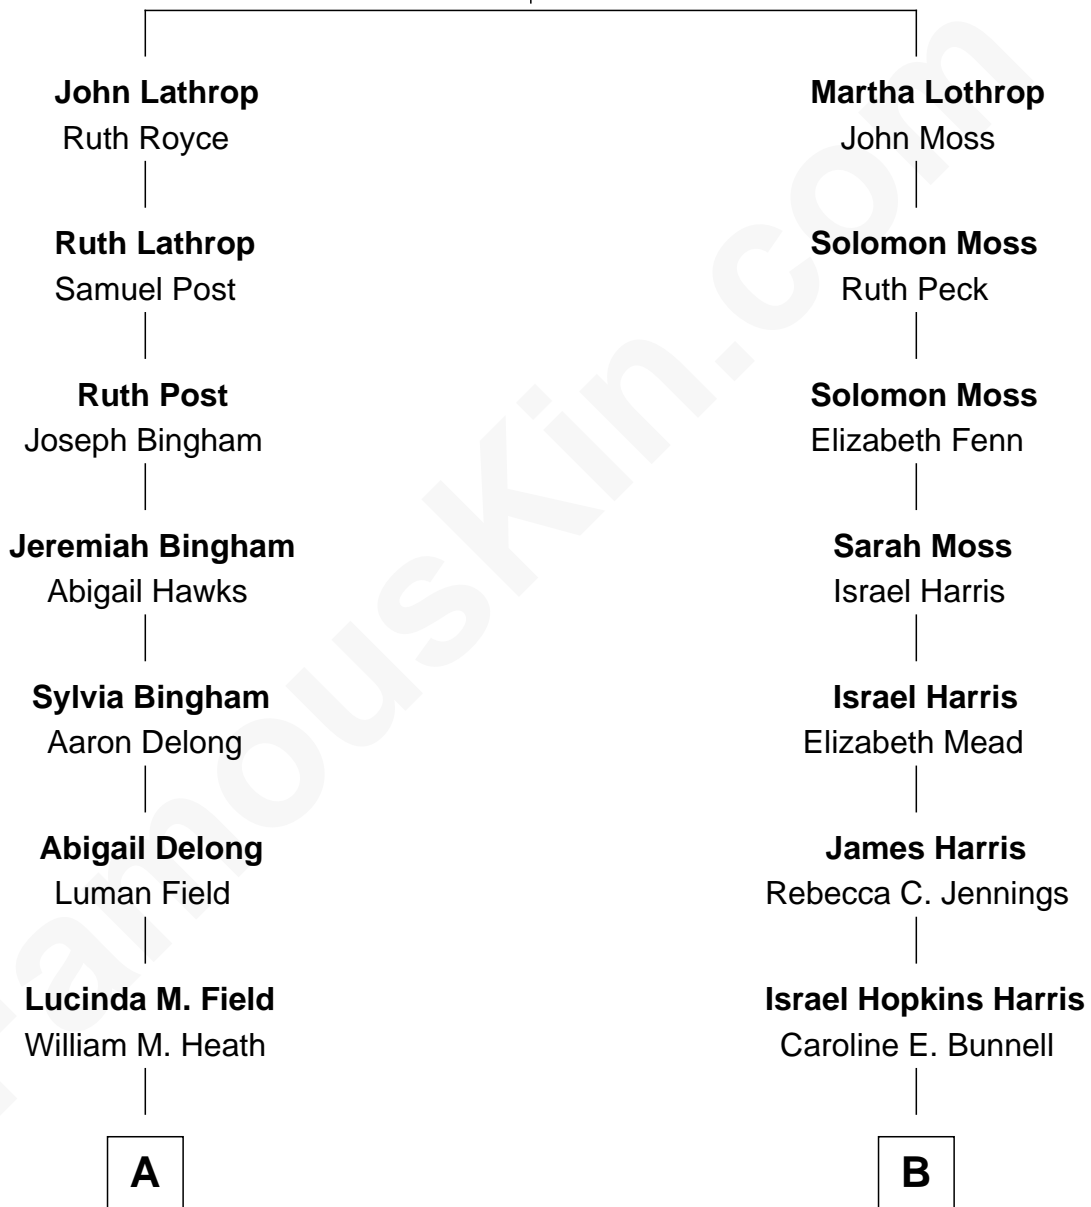 John Lathrop
Ruth Royce
Ruth Lathrop
Samuel Post
Ruth Post
Joseph Bingham
Jeremiah Bingham
Abigail Hawks
Sylvia Bingham
Aaron Delong
Abigail Delong
Luman Field
Lucinda M. Field
William M. Heath
A
Martha Lothrop
John Moss
Solomon Moss
Ruth Peck
Solomon Moss
Elizabeth Fenn
Sarah Moss
Israel Harris
Israel Harris
Elizabeth Mead
James Harris
Rebecca C. Jennings
Israel Hopkins Harris
Caroline E. Bunnell
B
FamousKin.com